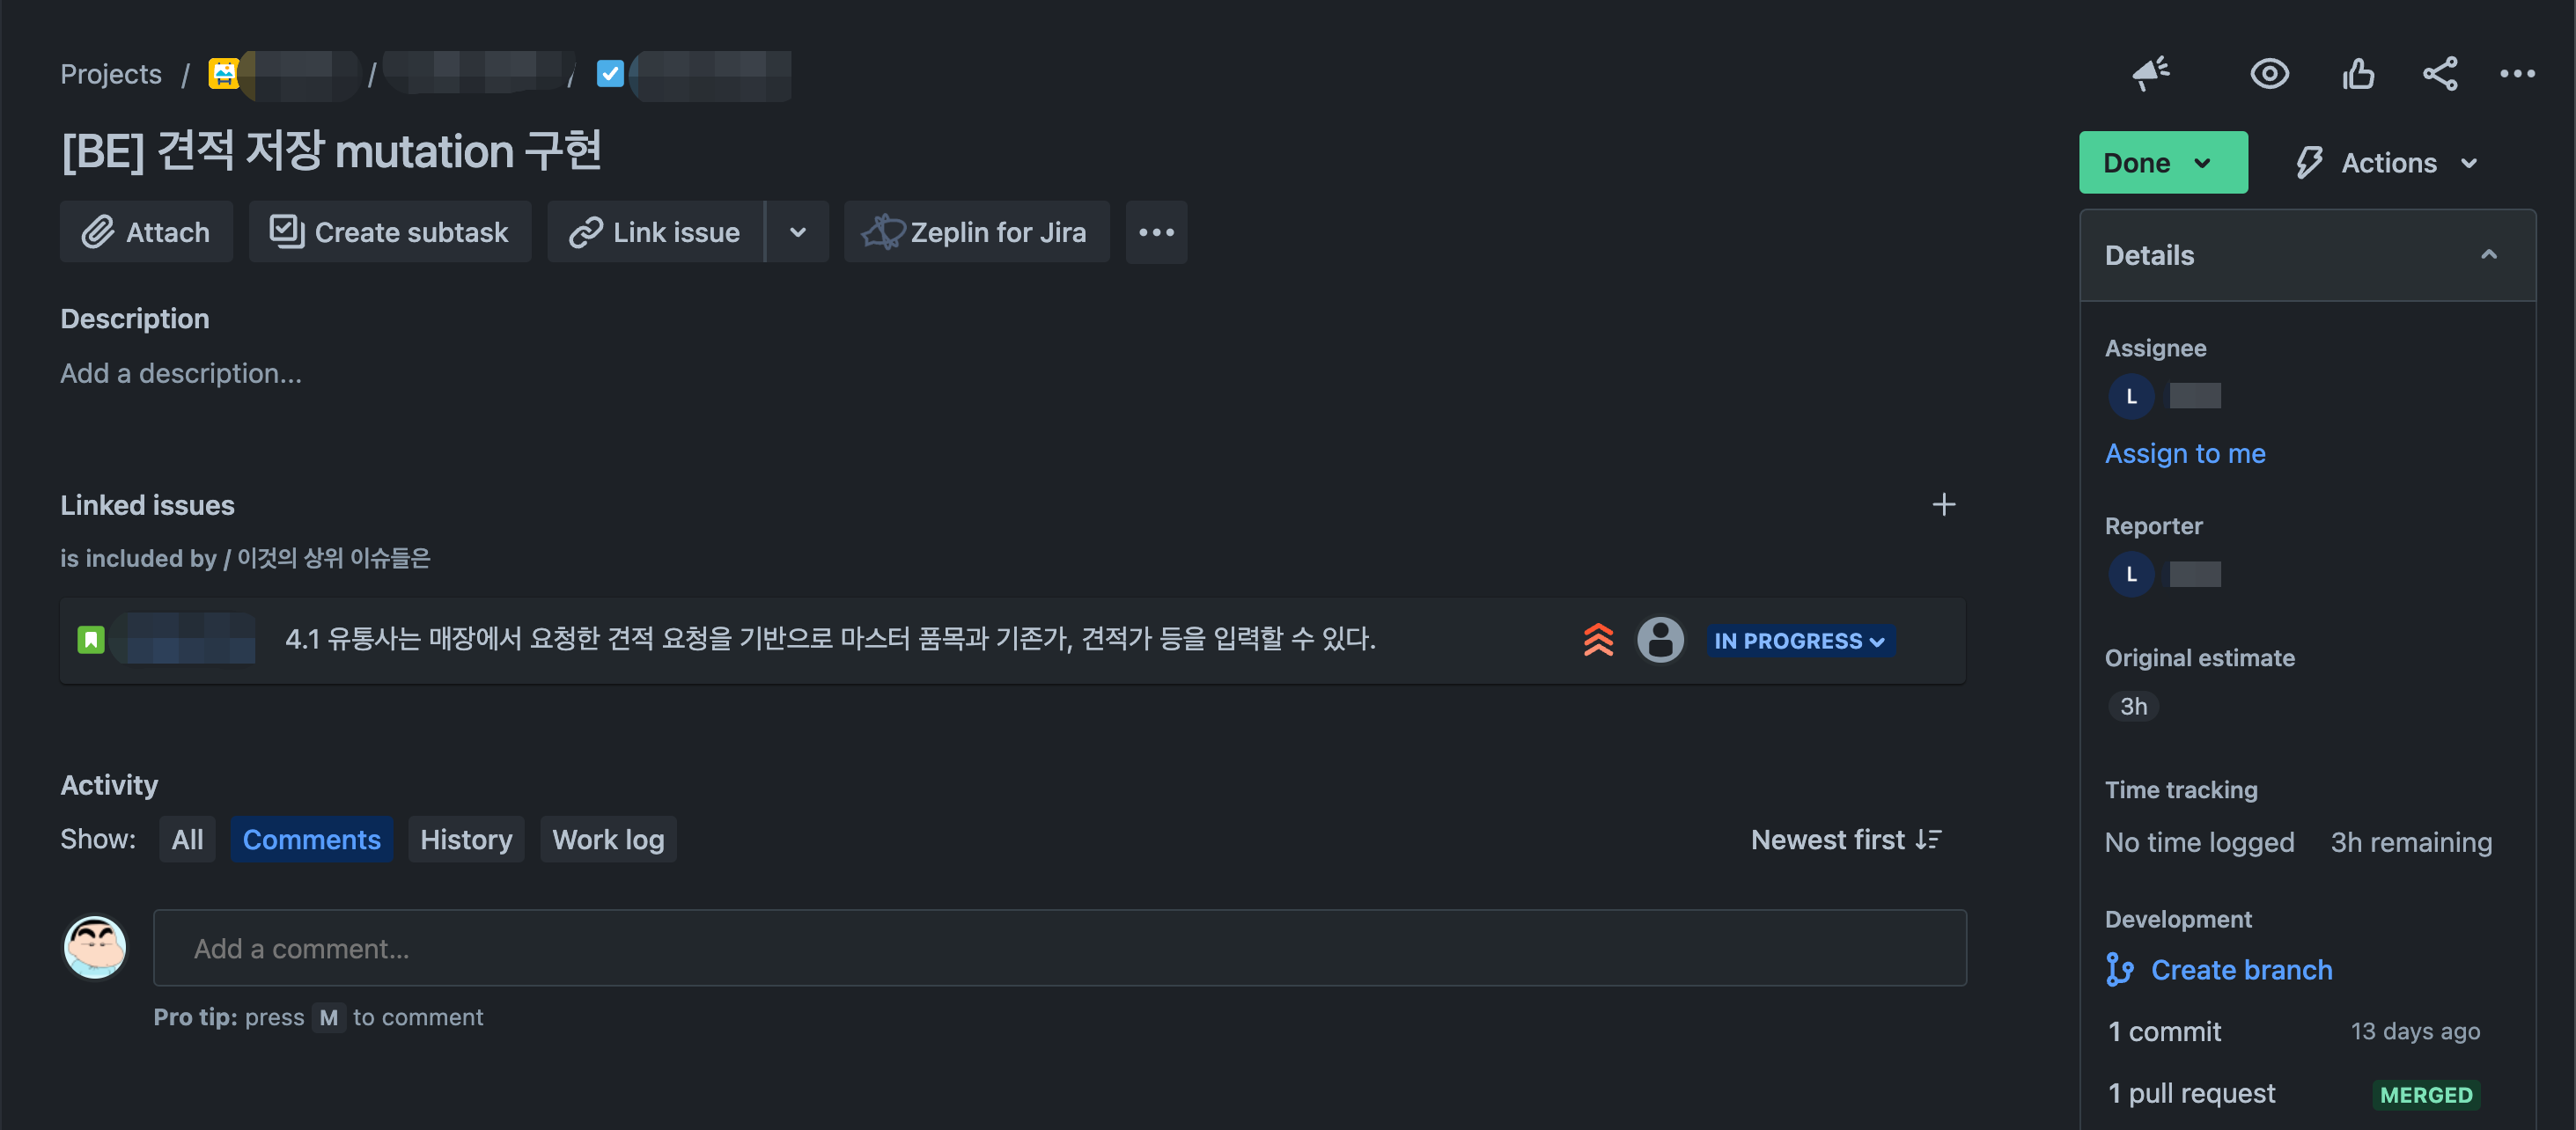 Projects / / /
[BE] 견적 저장 mutation 구현
Attach
Create subtask
Link issue
Zeplin for Jira
Description
Add a description...
Linked issues
is included by / 이것의 상위 이슈들은
4.1 유통사는 매장에서 요청한 견적 요청을 기반으로 마스터 품목과 기존가, 견적가 등을 입력할 수 있다.
IN PROGRESS
Activity
Show: All Comments History Work log
Newest first
Add a comment...
Pro tip: press M to comment
Done
Actions
Details
Assignee
L
Assign to me
Reporter
L
Original estimate
3h
Time tracking
No time logged 3h remaining
Development
Create branch
1 commit 13 days ago
1 pull request MERGED